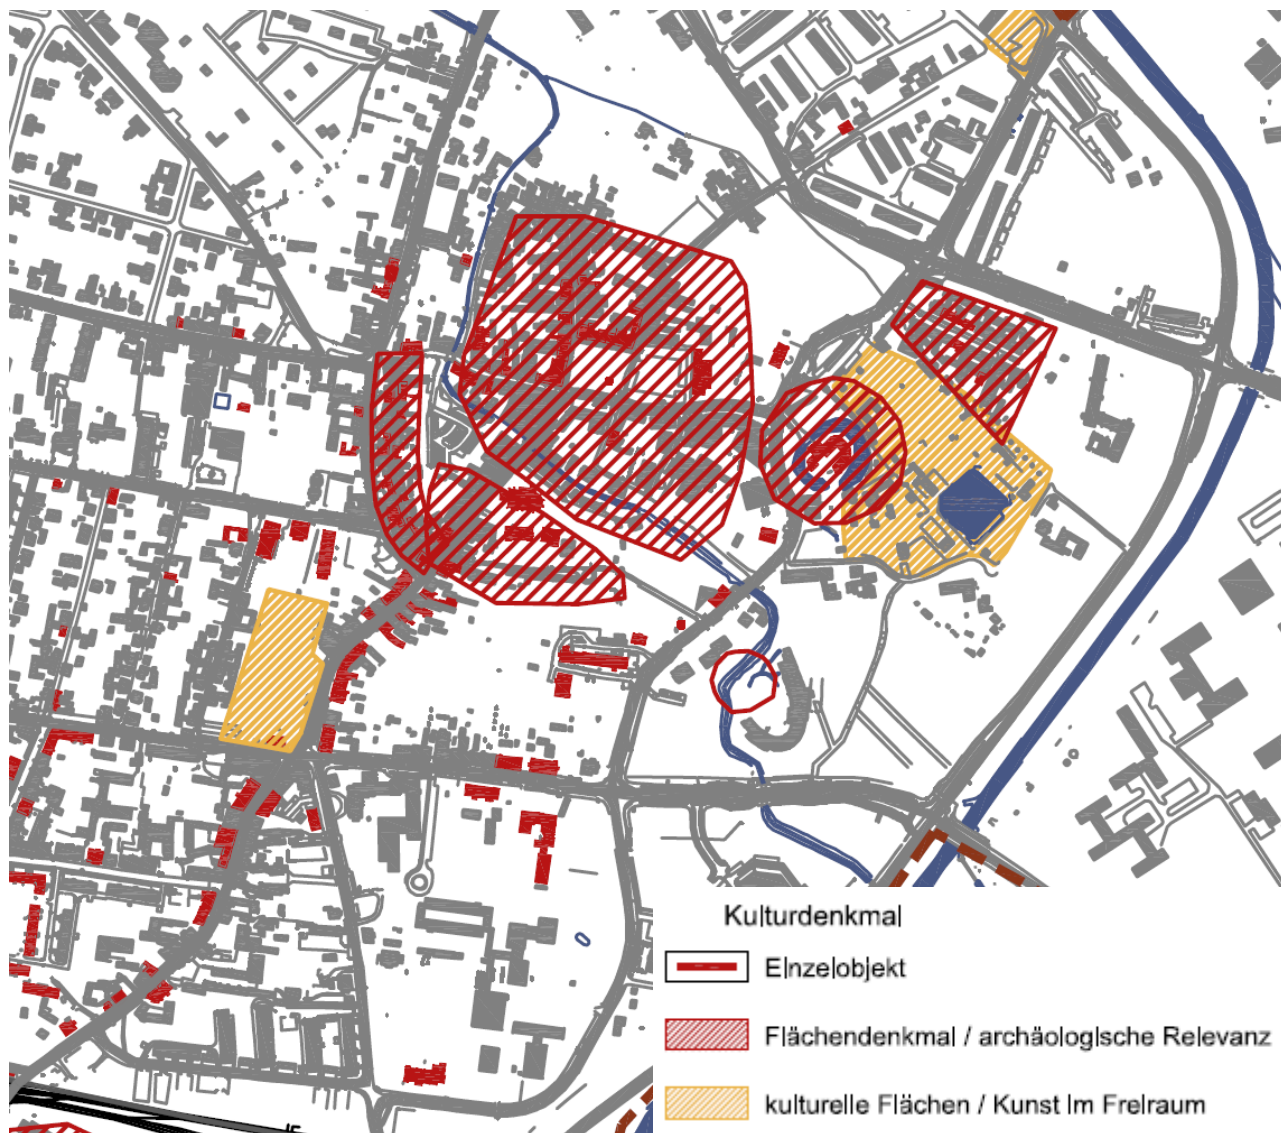 Kulturdenkmal
Einzelobjekt
Flächendenkmal / archäologische Relevanz
kulturelle Flächen / Kunst im Freiraum